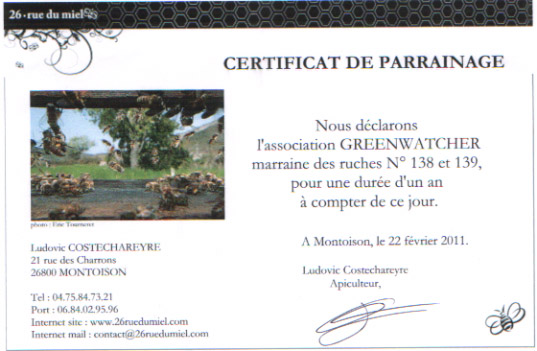 26·rue du miel
CERTIFICAT DE PARRAINAGE
Nous déclarons
l'association GREENWATCHER
marraine des ruches N° 138 et 139,
pour une durée d'un an
à compter de ce jour.
photo : Eric Tourneret
A Montoison, le 22 février 2011.
Ludovic Costechareyre
Apiculteur,
Ludovic COSTECHAREYRE
21 rue des Charrons
26800 MONTOISON
Tel : 04.75.84.73.21
Port : 06.84.02.95.96
Internet site : www.26ruedumiel.com
Internet mail : contact@26ruedumiel.com